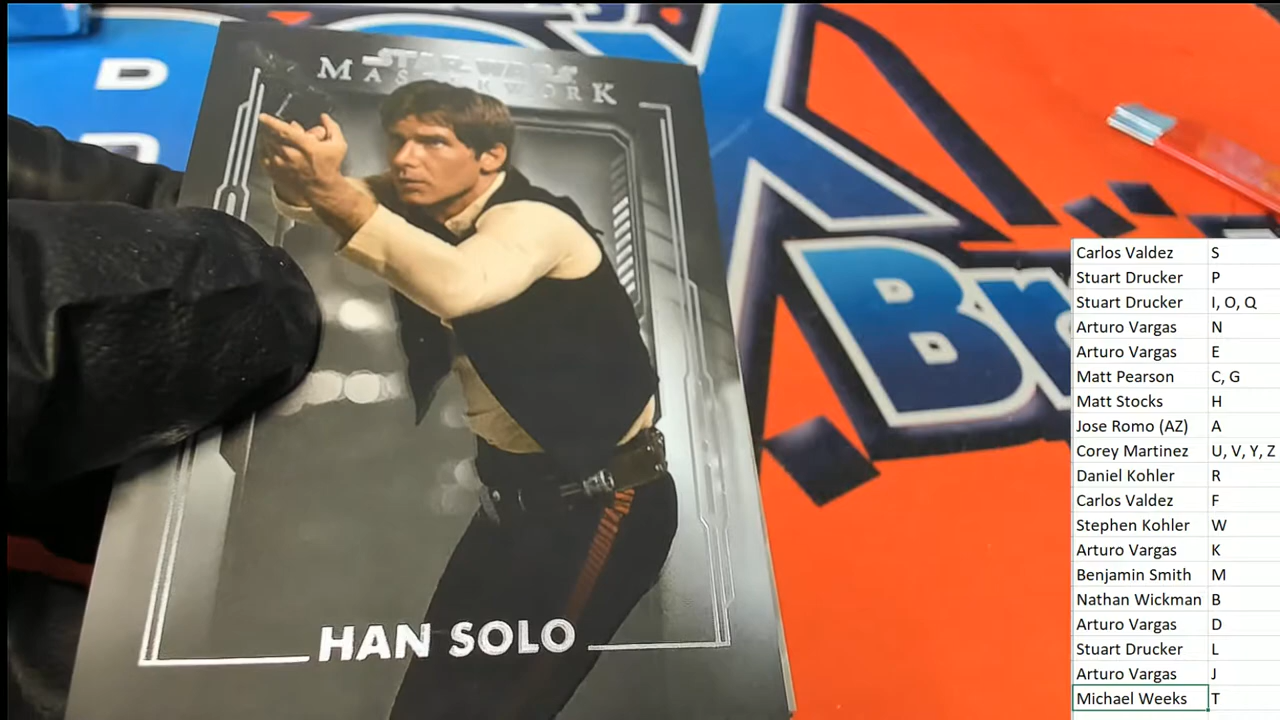 STAR WARS
MASTERWORK
HAN SOLO
Br
Carlos Valdez S
Stuart Drucker P
Stuart Drucker I, O, Q
Arturo Vargas N
Arturo Vargas E
Matt Pearson C, G
Matt Stocks H
Jose Romo (AZ) A
Corey Martinez U, V, Y, Z
Daniel Kohler R
Carlos Valdez F
Stephen Kohler W
Arturo Vargas K
Benjamin Smith M
Nathan Wickman B
Arturo Vargas D
Stuart Drucker L
Arturo Vargas J
Michael Weeks T